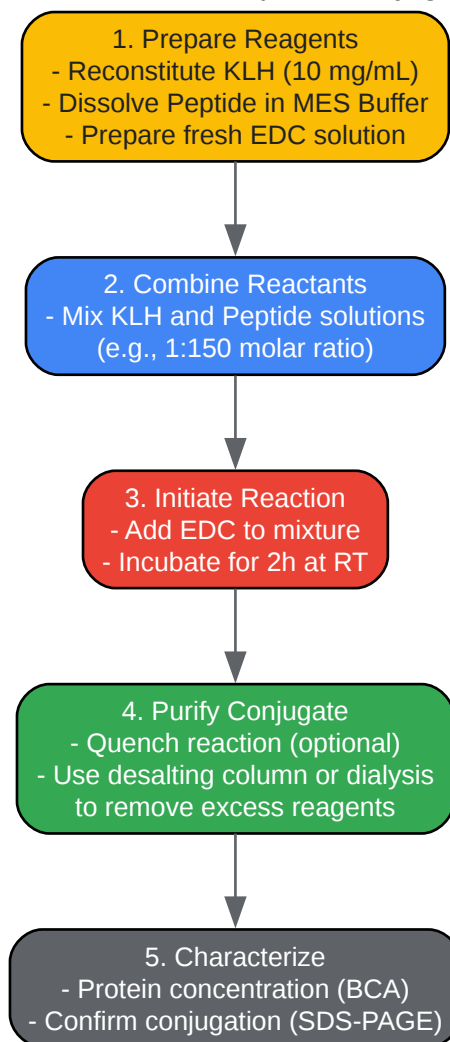 1. Prepare Reagents
- Reconstitute KLH (10 mg/mL)
- Dissolve Peptide in MES Buffer
- Prepare fresh EDC solution
2. Combine Reactants
- Mix KLH and Peptide solutions
(e.g., 1:150 molar ratio)
3. Initiate Reaction
- Add EDC to mixture
- Incubate for 2h at RT
4. Purify Conjugate
- Quench reaction (optional)
- Use desalting column or dialysis
to remove excess reagents
5. Characterize
- Protein concentration (BCA)
- Confirm conjugation (SDS-PAGE)